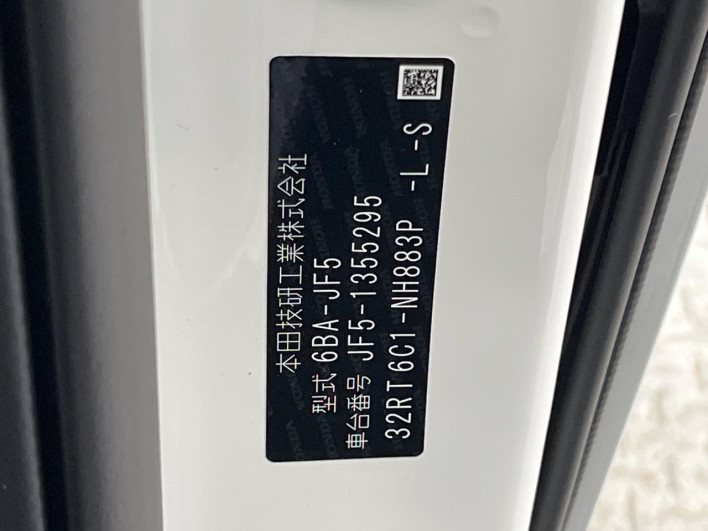 本田技研工業株式会社
型式 6BA-JF5
車台番号 JF5-1355295
32RT6C1-NH883P -L -S